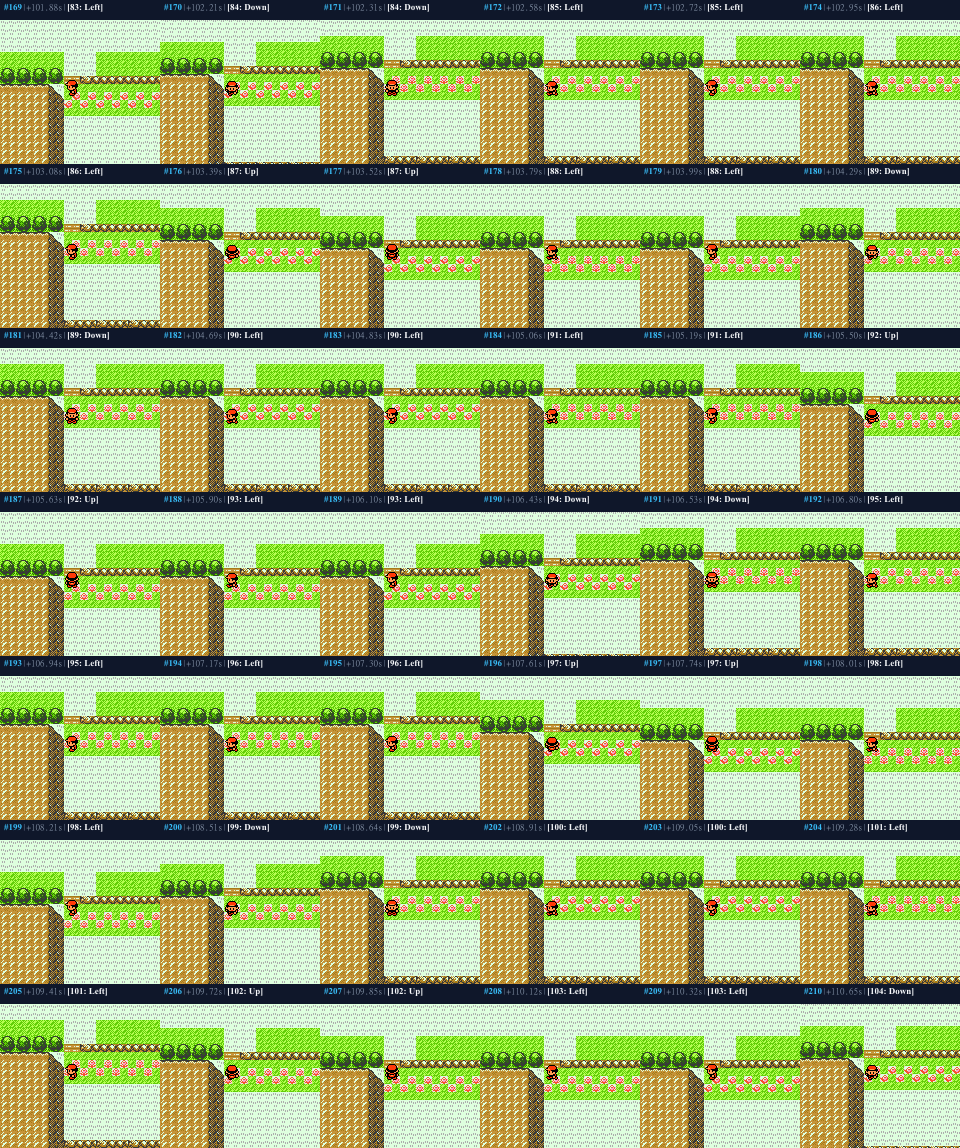 #169 | +101.88s | [83: Left] #170 | +102.21s | [84: Down] #171 | +102.31s | [84: Down] #172 | +102.58s | [85: Left] #173 | +102.72s | [85: Left] #174 | +102.95s | [86: Left]
#175 | +103.08s | [86: Left] #176 | +103.39s | [87: Up] #177 | +103.52s | [87: Up] #178 | +103.79s | [88: Left] #179 | +103.99s | [88: Left] #180 | +104.29s | [89: Down]
#181 | +104.42s | [89: Down] #182 | +104.69s | [90: Left] #183 | +104.83s | [90: Left] #184 | +105.06s | [91: Left] #185 | +105.19s | [91: Left] #186 | +105.50s | [92: Up]
#187 | +105.63s | [92: Up] #188 | +105.90s | [93: Left] #189 | +106.10s | [93: Left] #190 | +106.43s | [94: Down] #191 | +106.53s | [94: Down] #192 | +106.80s | [95: Left]
#193 | +106.94s | [95: Left] #194 | +107.17s | [96: Left] #195 | +107.30s | [96: Left] #196 | +107.61s | [97: Up] #197 | +107.74s | [97: Up] #198 | +108.01s | [98: Left]
#199 | +108.21s | [98: Left] #200 | +108.51s | [99: Down] #201 | +108.64s | [99: Down] #202 | +108.91s | [100: Left] #203 | +109.05s | [100: Left] #204 | +109.28s | [101: Left]
#205 | +109.41s | [101: Left] #206 | +109.72s | [102: Up] #207 | +109.85s | [102: Up] #208 | +110.12s | [103: Left] #209 | +110.32s | [103: Left] #210 | +110.65s | [104: Down]